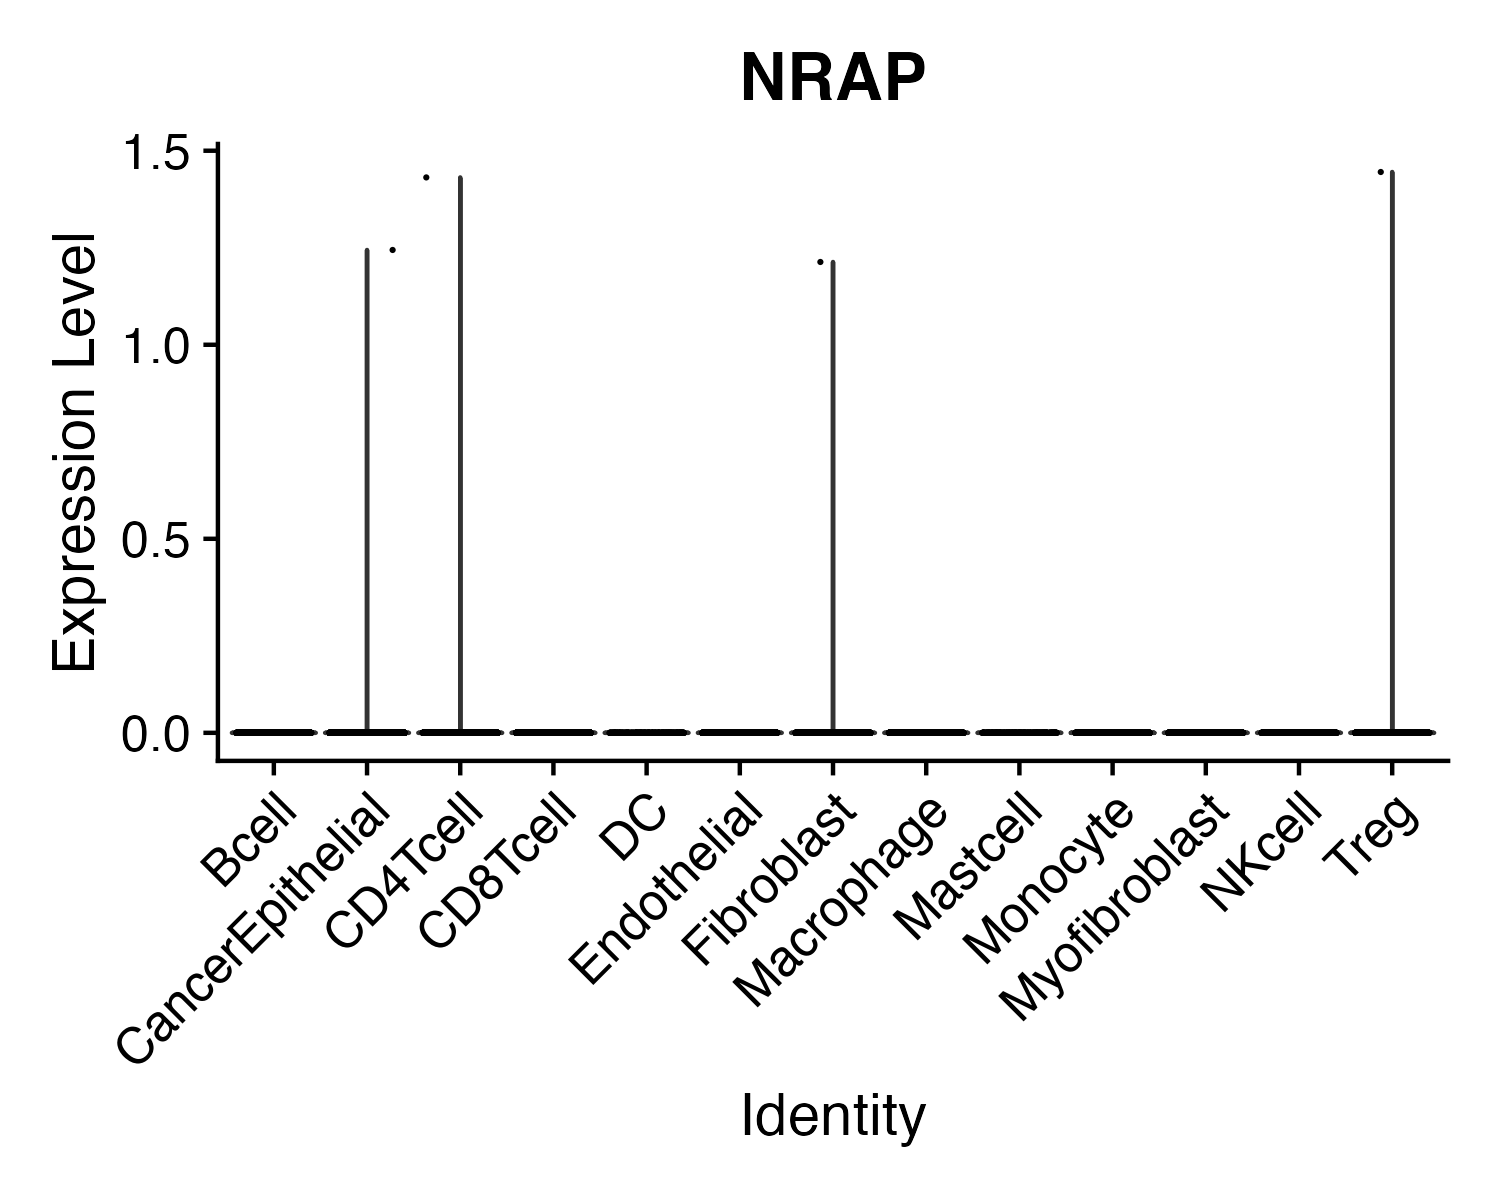 NRAP
Expression Level
1.5
1.0
0.5
0.0
Bcell
CancerEpithelial
CD4Tcell
CD8Tcell
DC
Endothelial
Fibroblast
Macrophage
Mastcell
Monocyte
Myofibroblast
NKcell
Treg
Identity